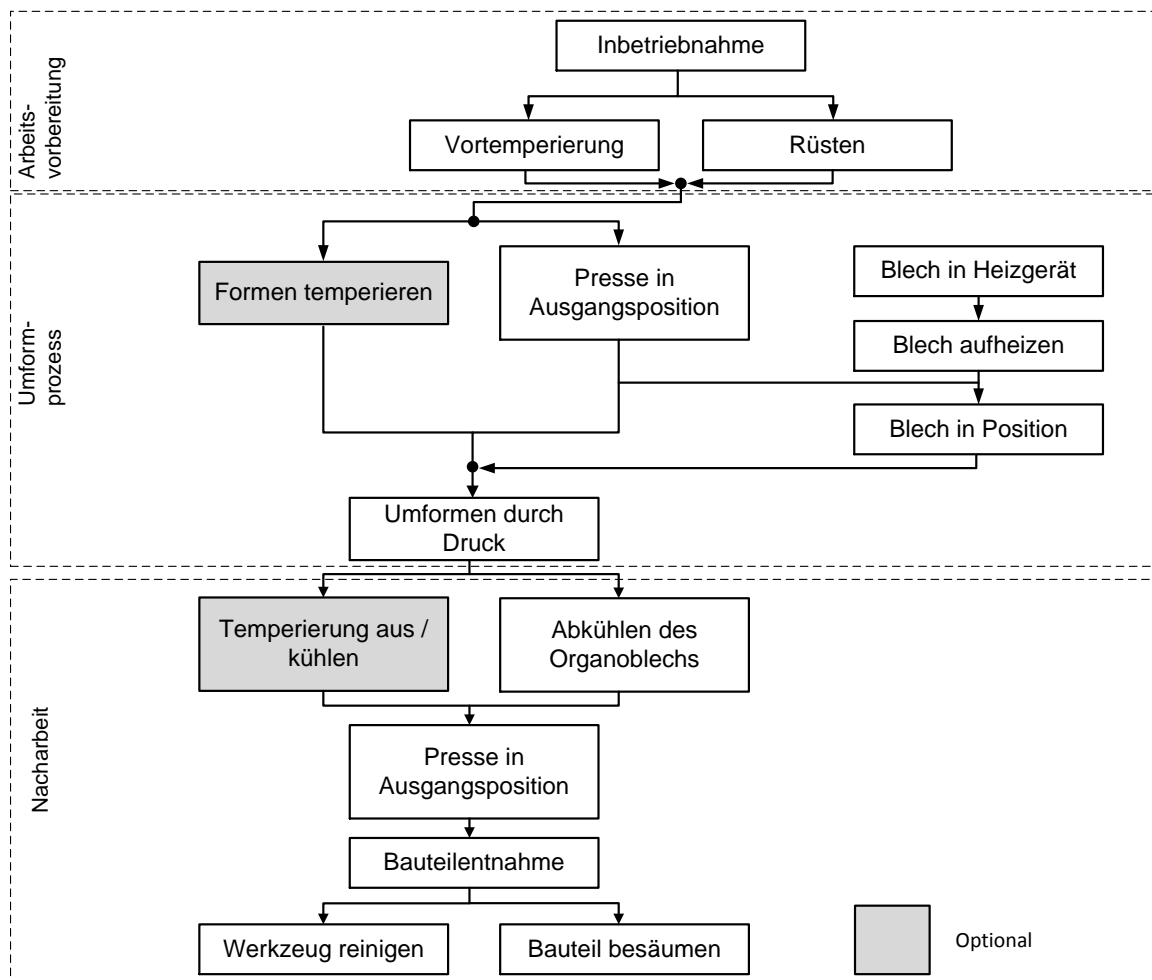 Arbeits-
vorbereitung
Inbetriebnahme
Vortemperierung
Rüsten
Umform-
prozess
Formen temperieren
Presse in
Ausgangsposition
Blech in Heizgerät
Blech aufheizen
Blech in Position
Umformen durch
Druck
Nacharbeit
Temperierung aus /
kühlen
Abkühlen des
Organoblechs
Presse in
Ausgangsposition
Bauteilentnahme
Werkzeug reinigen
Bauteil besäumen
Optional